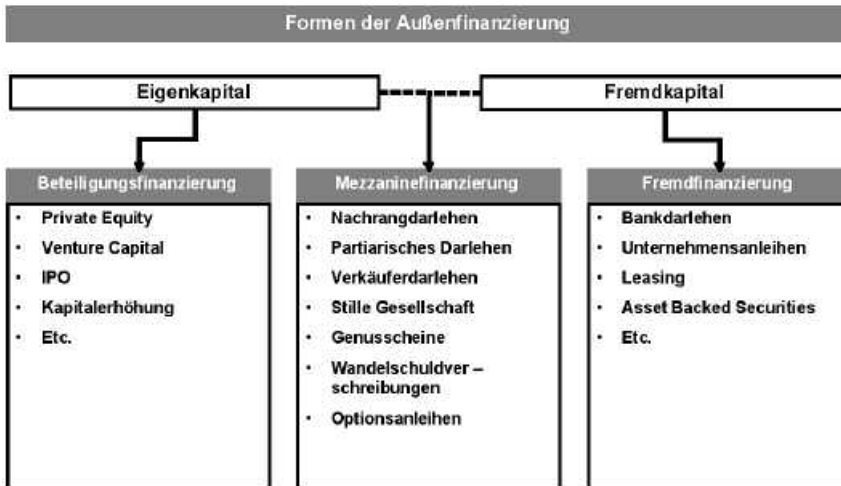 Formen der Außenfinanzierung
Eigenkapital
Fremdkapital
Beteiligungsfinanzierung
• Private Equity
• Venture Capital
• IPO
• Kapitalerhöhung
• Etc.
Mezzaninefinanzierung
• Nachrangdarlehen
• Partiarisches Darlehen
• Verkäuferdarlehen
• Stille Gesellschaft
• Genusscheine
• Wandelschuldver –
schreibungen
• Optionsanleihen
Fremdfinanzierung
• Bankdarlehen
• Unternehmensanleihen
• Leasing
• Asset Backed Securities
• Etc.